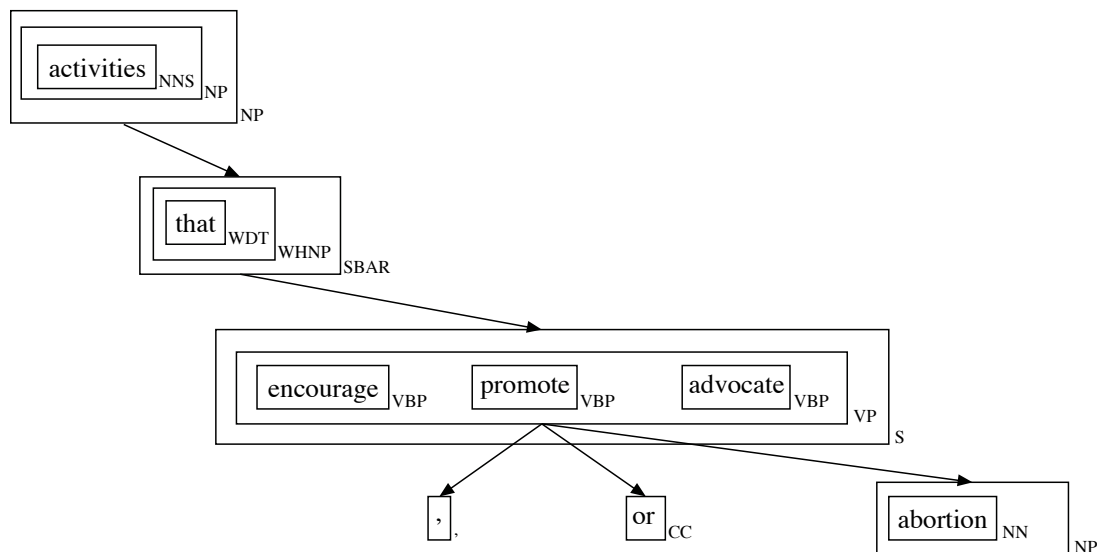 activities NNS NP NP
that WDT WHNP SBAR
encourage VBP promote VBP advocate VBP VP S
, , or CC abortion NN NP